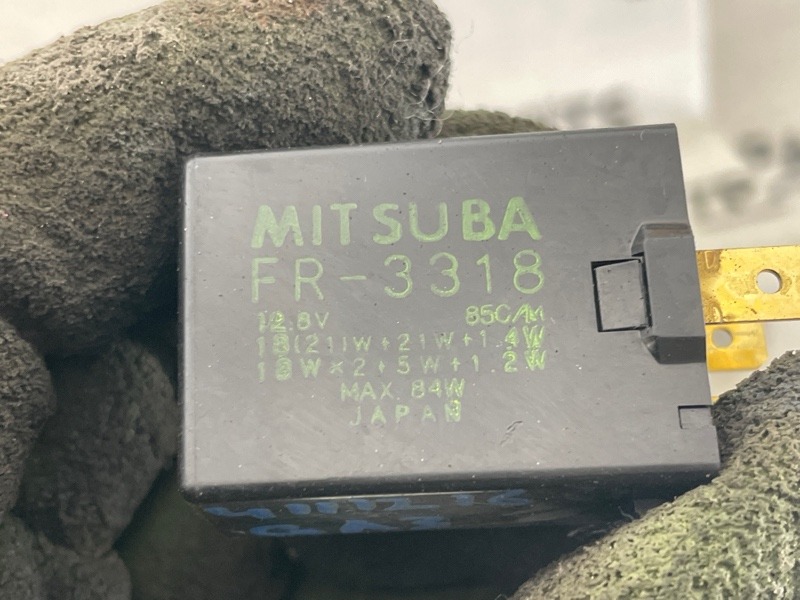 MITSUBA
FR-3318
12.8V 85C/M
18(21)W+21W+1.4W
18W×2+5W+1.2W
MAX. 84W
JAPAN